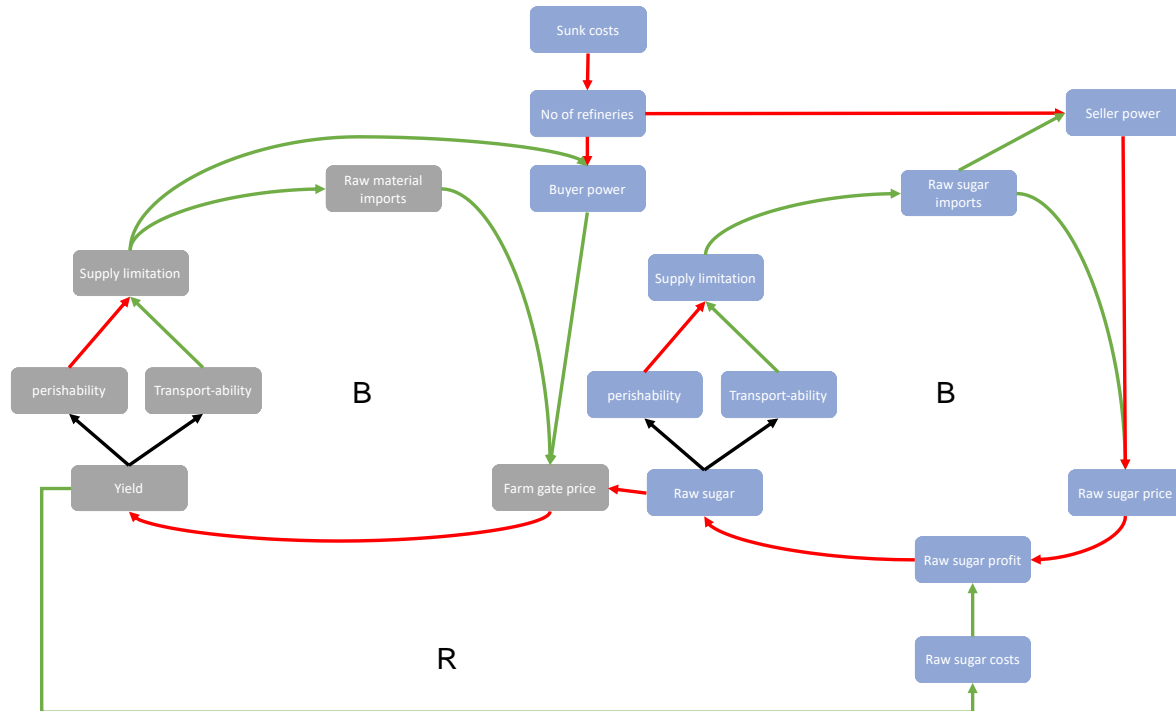 Sunk costs
No of refineries
Seller power
Raw material
imports
Buyer power
Raw sugar
imports
Supply limitation
Supply limitation
perishability
Transport-ability
B
perishability
Transport-ability
B
Yield
Farm gate price
Raw sugar
Raw sugar price
Raw sugar profit
R
Raw sugar costs